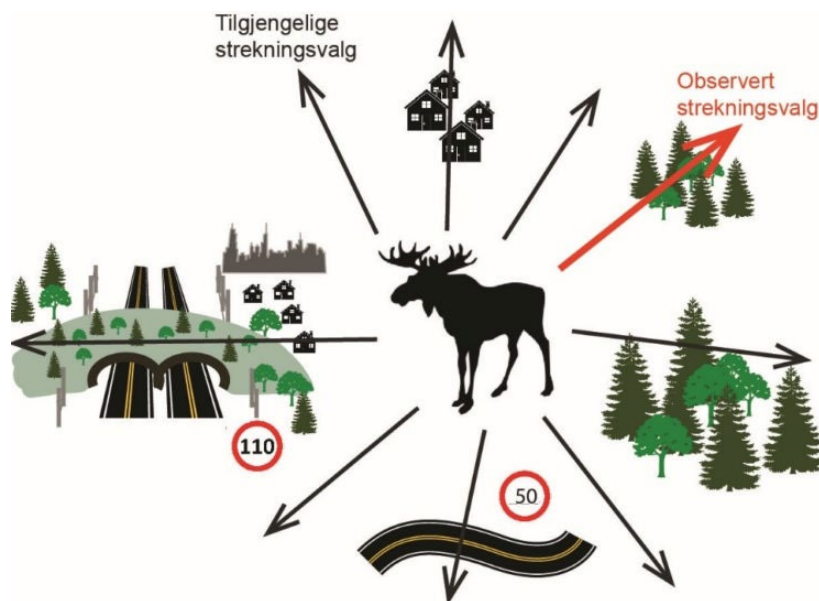 Tilgjengelige
strekningsvalg
Observert
strekningsvalg
110
50